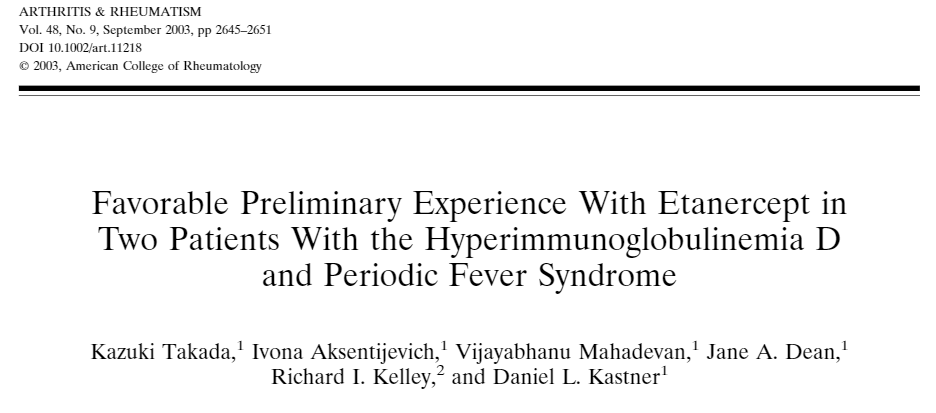 ARTHRITIS & RHEUMATISM
Vol. 48, No. 9, September 2003, pp 2645–2651
DOI 10.1002/art.11218
© 2003, American College of Rheumatology
Favorable Preliminary Experience With Etanercept in
Two Patients With the Hyperimmunoglobulinemia D
and Periodic Fever Syndrome
Kazuki Takada,1 Ivona Aksentijevich,1 Vijayabhanu Mahadevan,1 Jane A. Dean,1
Richard I. Kelley,2 and Daniel L. Kastner1